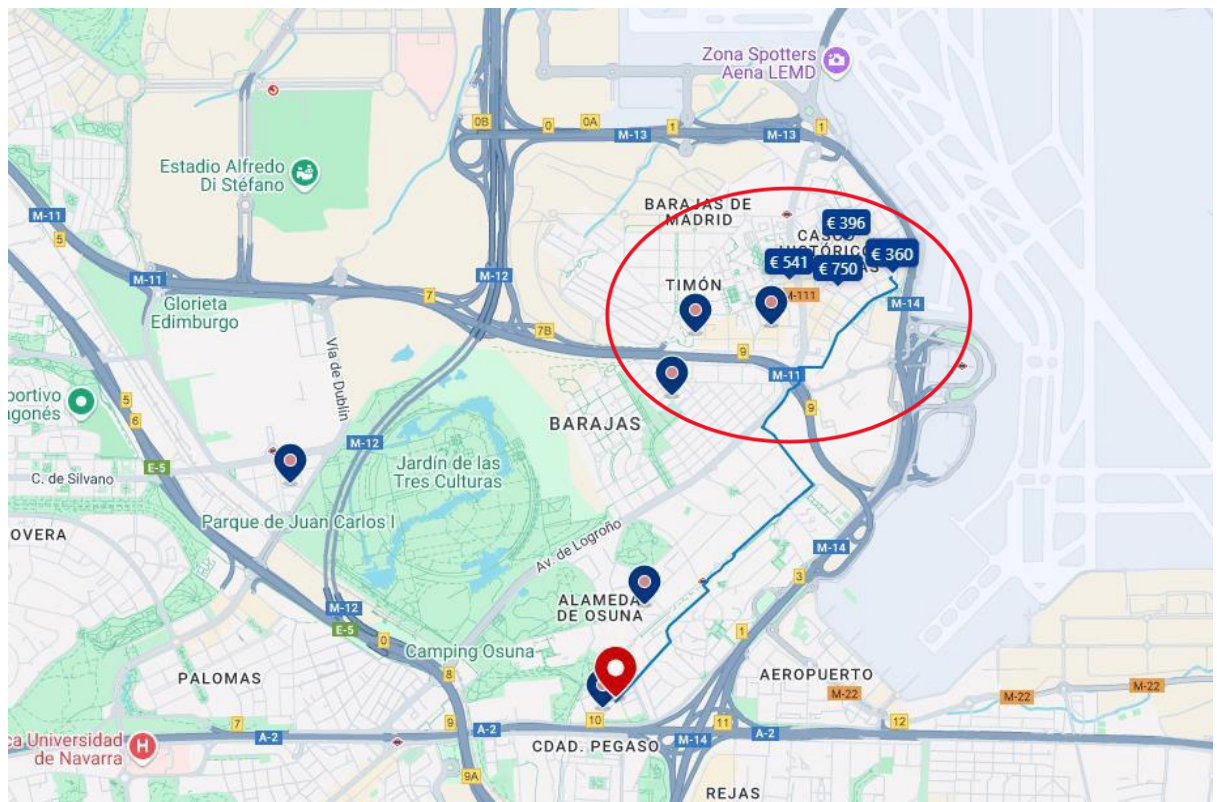 Zona Spotters
Aena LEMD
0B
0
0A
1
M-13
M-13
1
Estadio Alfredo
Di Stéfano
BARAJAS DE
MADRID
M-11
5
€ 396
CASCO
HISTÓRICO
€ 541
€ 750
€ 360
M-11
M-12
TIMÓN
M-111
7
M-14
Glorieta
Edimburgo
7B
9
Vía de Dublín
M-11
portivo
agonés
5
6
9
BARAJAS
M-12
E-5
C. de Silvano
Jardín de las
Tres Culturas
Parque de Juan Carlos I
OVERA
Av. de Logroño
M-14
3
ALAMEDA
DE OSUNA
M-12
E-5
0
1
Camping Osuna
PALOMAS
8
AEROPUERTO
M-22
M-22
M-22
7
A-2
9
A-2
10
11
M-14
A-2
12
ca Universidad
de Navarra
CDAD. PEGASO
9A
REJAS